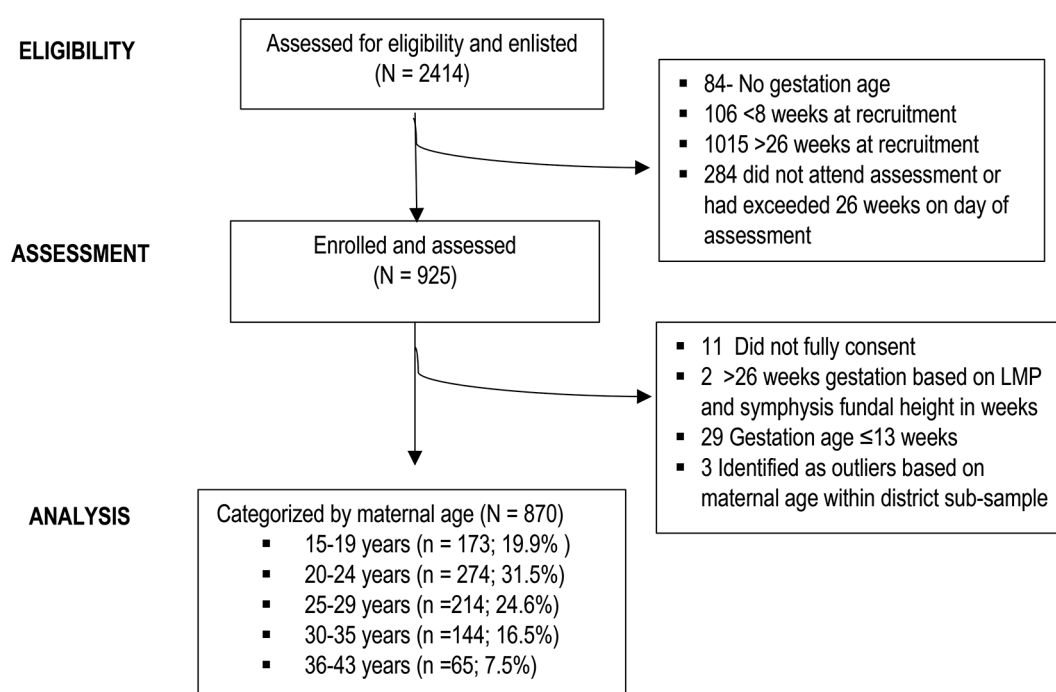 ELIGIBILITY
Assessed for eligibility and enlisted
(N = 2414)
▪ 84- No gestation age
▪ 106 <8 weeks at recruitment
▪ 1015 >26 weeks at recruitment
▪ 284 did not attend assessment or
had exceeded 26 weeks on day of
assessment
ASSESSMENT
Enrolled and assessed
(N = 925)
▪ 11 Did not fully consent
▪ 2 >26 weeks gestation based on LMP
and symphysis fundal height in weeks
▪ 29 Gestation age ≤13 weeks
▪ 3 Identified as outliers based on
maternal age within district sub-sample
ANALYSIS
Categorized by maternal age (N = 870)
▪ 15-19 years (n = 173; 19.9% )
▪ 20-24 years (n = 274; 31.5%)
▪ 25-29 years (n =214; 24.6%)
▪ 30-35 years (n =144; 16.5%)
▪ 36-43 years (n =65; 7.5%)